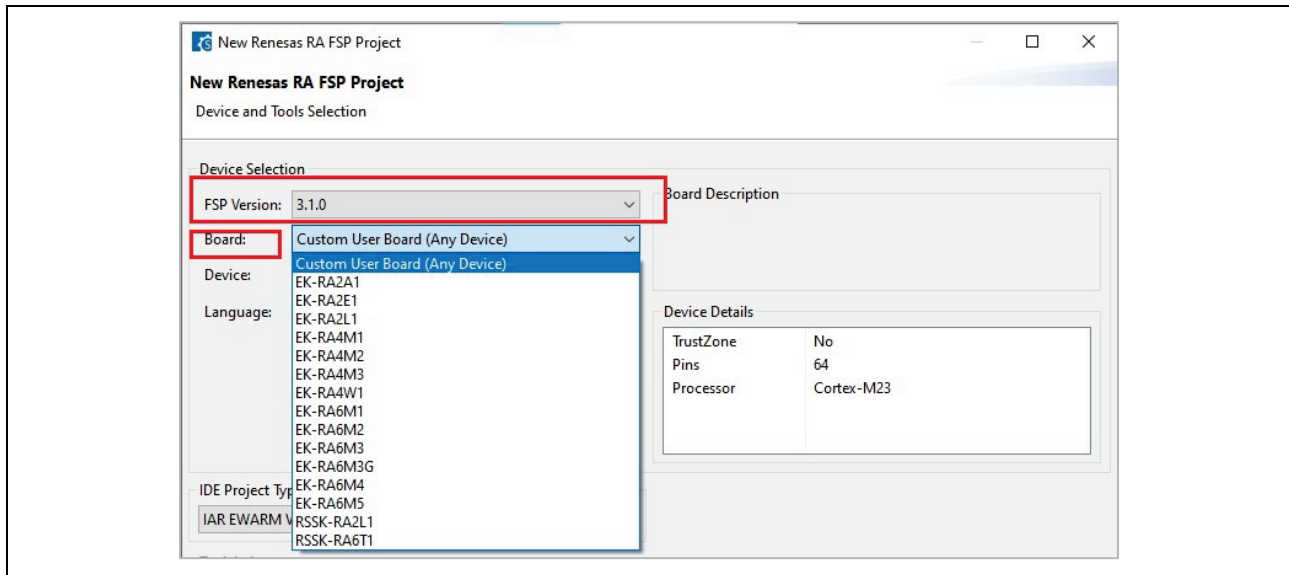 New Renesas RA FSP Project
New Renesas RA FSP Project
Device and Tools Selection
Device Selection
FSP Version: 3.1.0
Board Description
Board: Custom User Board (Any Device)
Custom User Board (Any Device)
Device:
EK-RA2A1
EK-RA2E1
Language:
EK-RA2L1
Device Details
EK-RA4M1
TrustZone No
EK-RA4M2
Pins 64
EK-RA4M3
Processor Cortex-M23
EK-RA4W1
EK-RA6M1
EK-RA6M2
EK-RA6M3
EK-RA6M3G
IDE Project Typ
EK-RA6M4
EK-RA6M5
IAR EWARM V
RSSK-RA2L1
RSSK-RA6T1